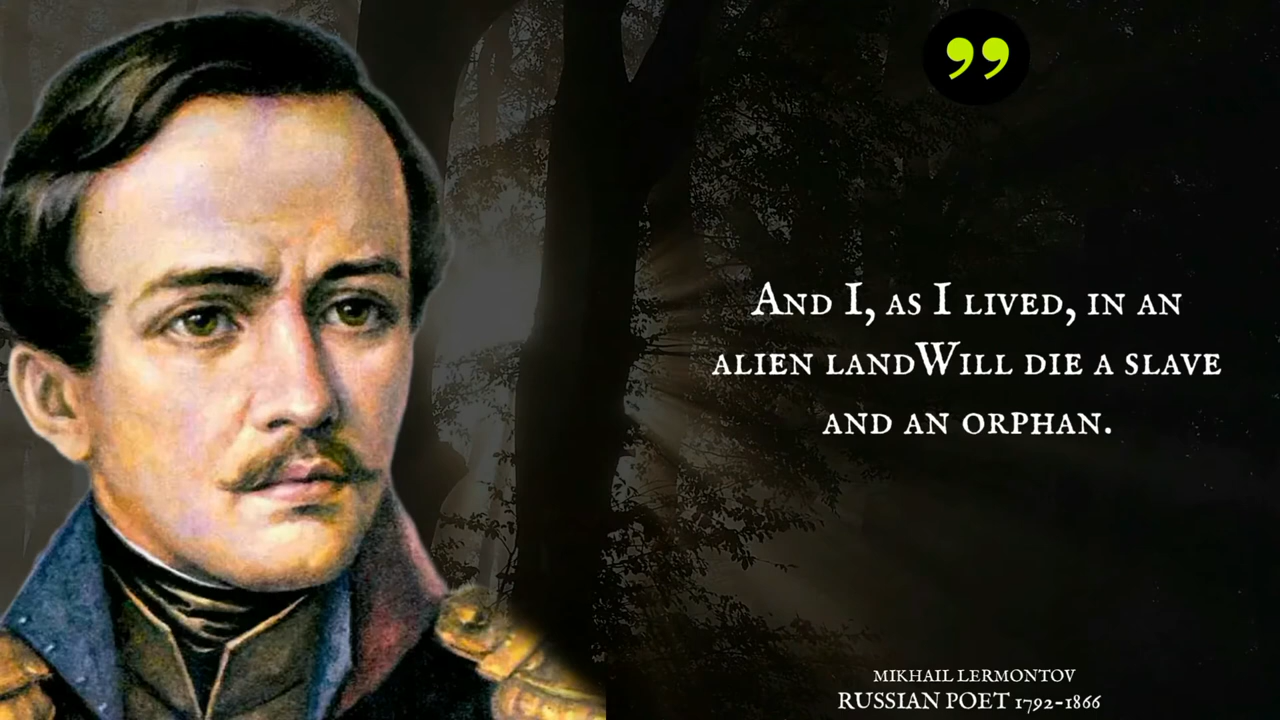 ”
And I, as I lived, in an
alien landWill die a slave
and an orphan.
MIKHAIL LERMONTOV
RUSSIAN POET 1792-1866